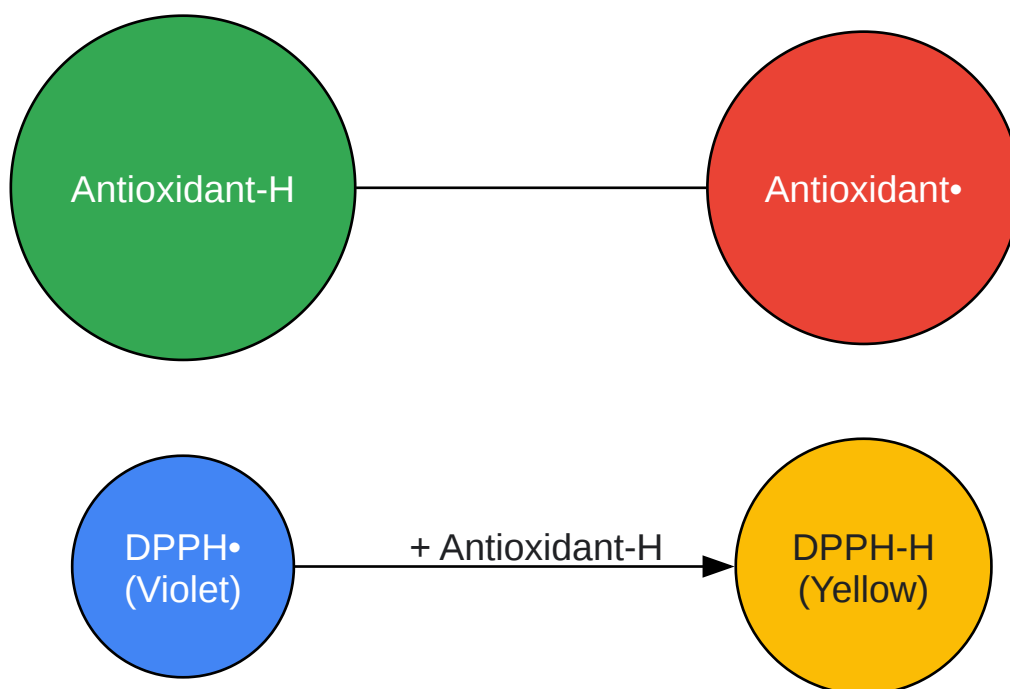 Antioxidant-H
Antioxidant•
DPPH•
(Violet)
+ Antioxidant-H
DPPH-H
(Yellow)